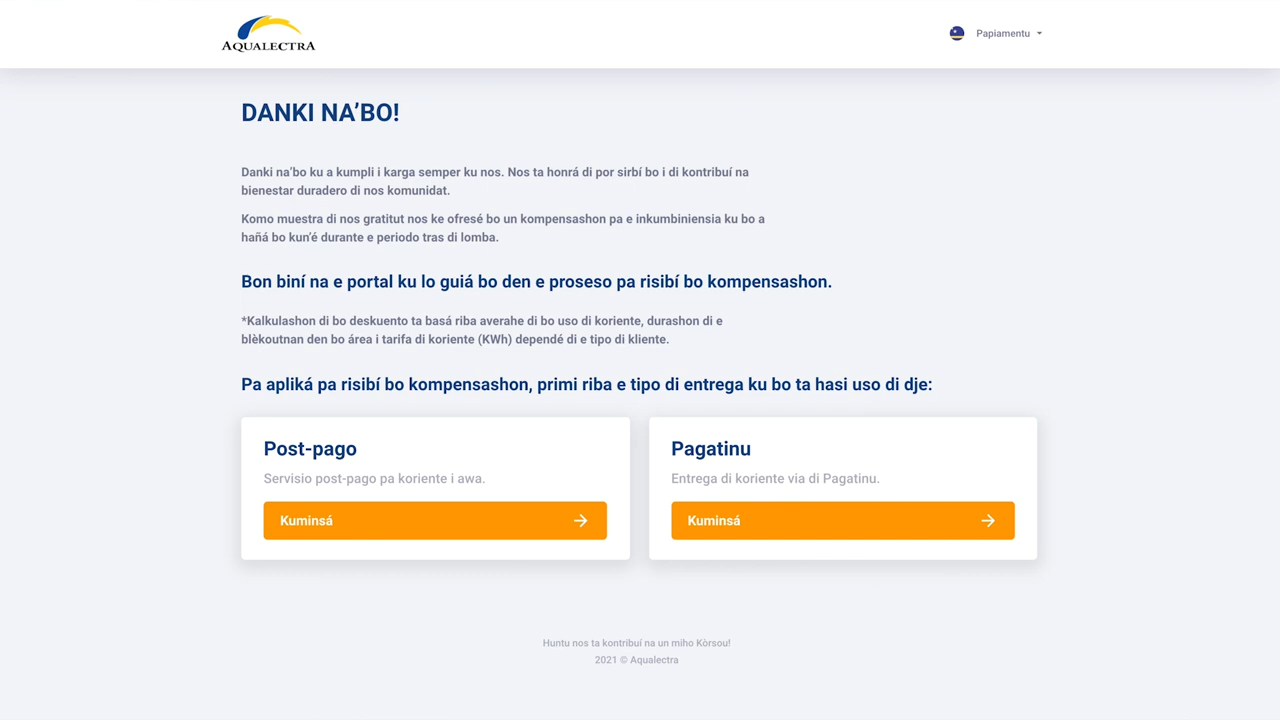 AQUALECTRA
Papiamentu
DANKI NA’BO!
Danki na’bo ku a kumpli i karga semper ku nos. Nos ta honrá di por sirbí bo i di kontribuí na
bienestar duradero di nos komunidat.
Komo muestra di nos gratitut nos ke ofresé bo un kompensashon pa e inkumbiniensia ku bo a
hañá bo kun’é durante e periodo tras di lomba.
Bon biní na e portal ku lo guiá bo den e proseso pa risibí bo kompensashon.
*Kalkulashon di bo deskuento ta basá riba averahe di bo uso di koriente, durashon di e
blèkoutnan den bo área i tarifa di koriente (KWh) dependé di e tipo di kliente.
Pa apliká pa risibí bo kompensashon, primi riba e tipo di entrega ku bo ta hasi uso di dje:
Post-pago
Servisio post-pago pa koriente i awa.
Kuminsá
Pagatinu
Entrega di koriente via di Pagatinu.
Kuminsá
Huntu nos ta kontribuí na un miho Kòrsou!
2021 © Aqualectra